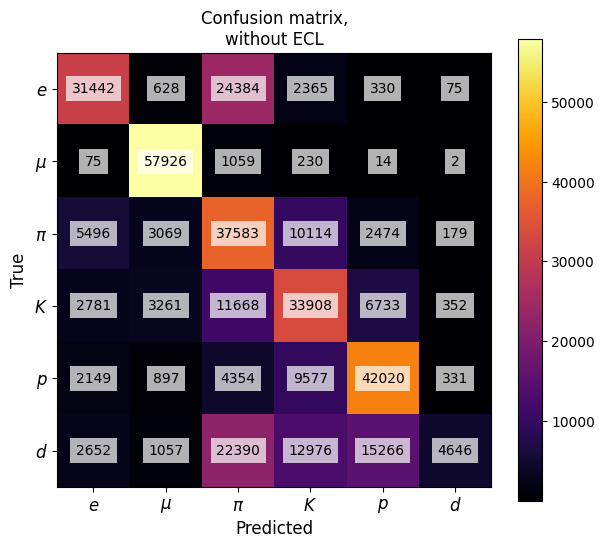 Confusion matrix,
without ECL
e 31442 628 24384 2365 330 75
μ 75 57926 1059 230 14 2
π 5496 3069 37583 10114 2474 179
K 2781 3261 11668 33908 6733 352
p 2149 897 4354 9577 42020 331
d 2652 1057 22390 12976 15266 4646
e μ π K p d
Predicted
True
50000
40000
30000
20000
10000